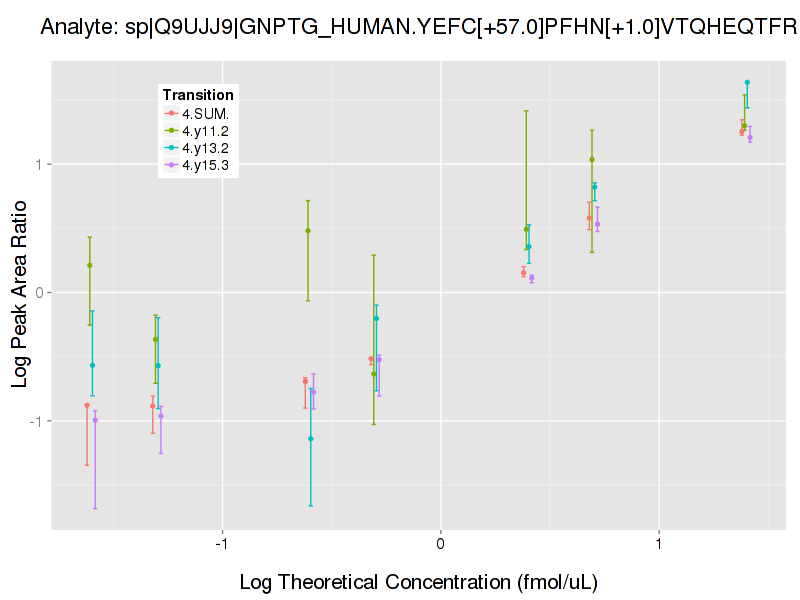 Analyte: sp|Q9UJJ9|GNPTG_HUMAN.YEFC[+57.0]PFHN[+1.0]VTQHEQTFR
Transition
4.SUM.
4.y11.2
4.y13.2
4.y15.3
1
0
-1
Log Peak Area Ratio
-1 0 1
Log Theoretical Concentration (fmol/uL)